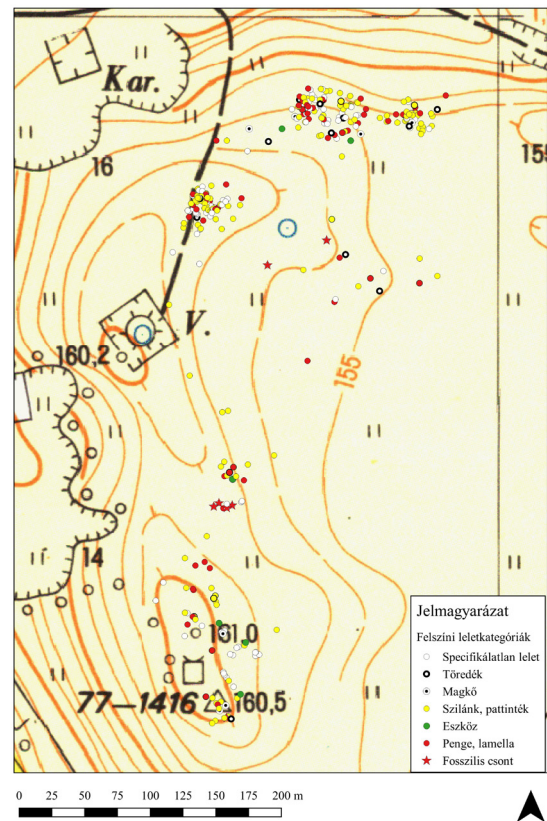 Kar.
16
155
V.
160,2
155
14
161.0
77-1416
160,5
Jelmagyarázat
Felszíni leletkategóriák
Specifikálatlan lelet
Töredék
Magkő
Szilánk, pattinték
Eszköz
Penge, lamella
Fosszilis csont
0 25 50 75 100 125 150 175 200 m